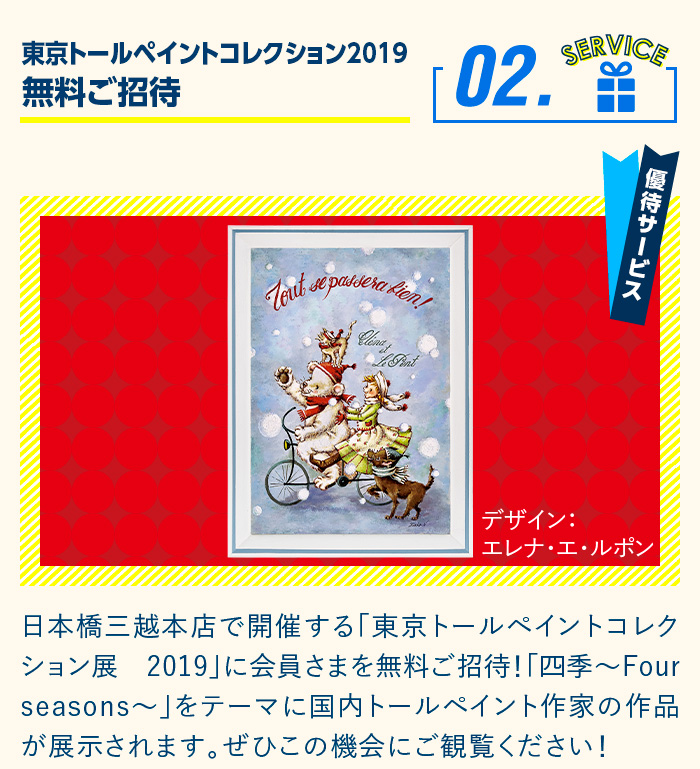 東京トールペイントコレクション2019
無料ご招待
02.
SERVICE
優待サービス
Tout se passera bien!
Eléna
et
Le Pont
デザイン:
エレナ・エ・ルポン
日本橋三越本店で開催する「東京トールペイントコレク
ション展　2019」に会員さまを無料ご招待!「四季～Four
seasons～」をテーマに国内トールペイント作家の作品
が展示されます。ぜひこの機会にご観覧ください!